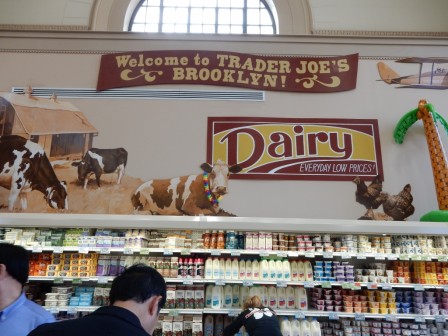 Welcome to TRADER JOE'S
BROOKLYN!
Dairy
EVERYDAY LOW PRICES!